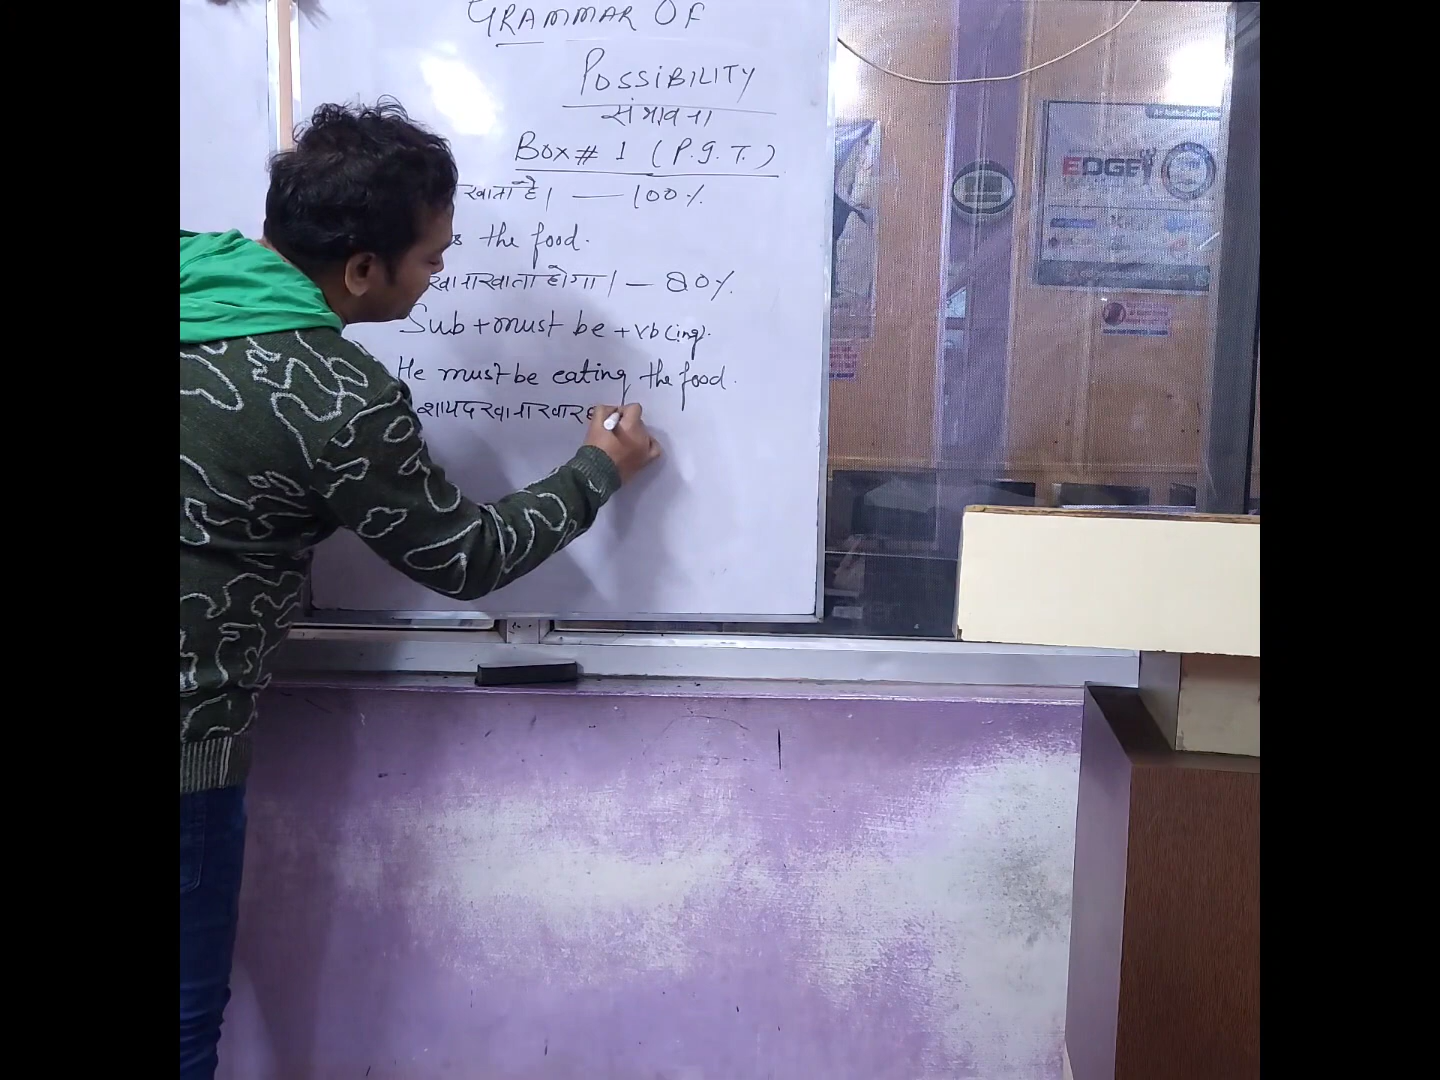 GRAMMAR OF
POSSIBILITY
संभावना
Box # 1 (P.G.T.)
खाता है। — 100%
the food.
खाना खाता होगा। — 80%.
Sub + must be + vb (ing).
He must be eating the food.
शायद खाना खा रह
EDGE